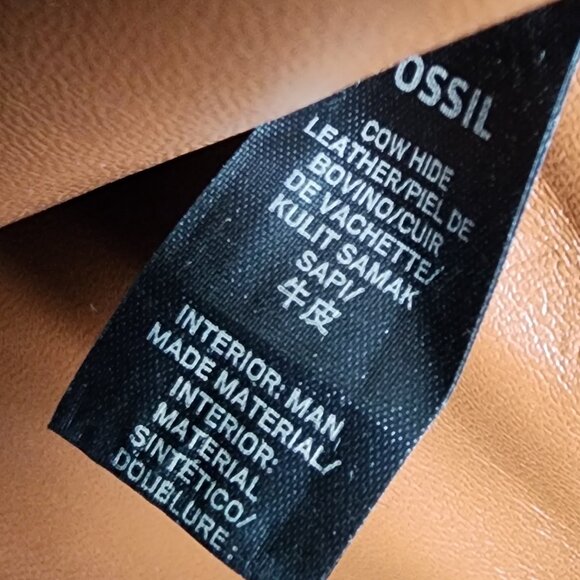 OSSIL
COW HIDE
LEATHER/PIEL DE
BOVINO/CUIR
DE VACHETTE/
KULIT SAMAK
SAPI/
牛皮
INTERIOR: MAN
MADE MATERIAL/
INTERIOR:
MATERIAL
SINTÉTICO/
DOUBLURE: